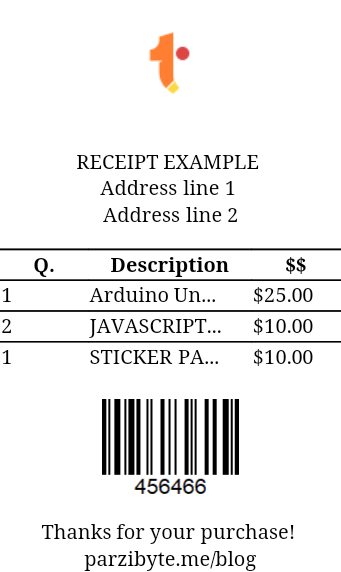 RECEIPT EXAMPLE
Address line 1
Address line 2
Q. Description $$
1 Arduino Un... $25.00
2 JAVASCRIPT... $10.00
1 STICKER PA... $10.00
456466
Thanks for your purchase!
parzibyte.me/blog